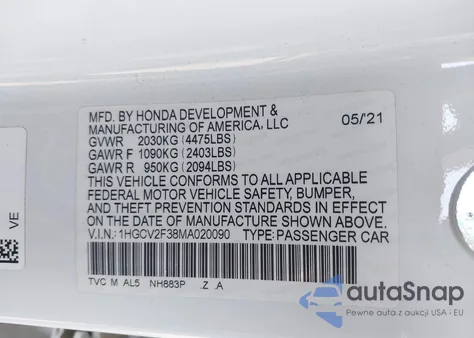 MFD. BY HONDA DEVELOPMENT &
MANUFACTURING OF AMERICA, LLC 05/'21
GVWR 2030KG (4475LBS)
GAWR F 1090KG (2403LBS)
GAWR R 950KG (2094LBS)
THIS VEHICLE CONFORMS TO ALL APPLICABLE
FEDERAL MOTOR VEHICLE SAFETY, BUMPER,
AND THEFT PREVENTION STANDARDS IN EFFECT
ON THE DATE OF MANUFACTURE SHOWN ABOVE.
V.I.N.: 1HGCV2F38MA020090 TYPE: PASSENGER CAR
TVC M AL5 NH883P Z A
VE
autoSnap
Pewne auta z aukcji USA i EU